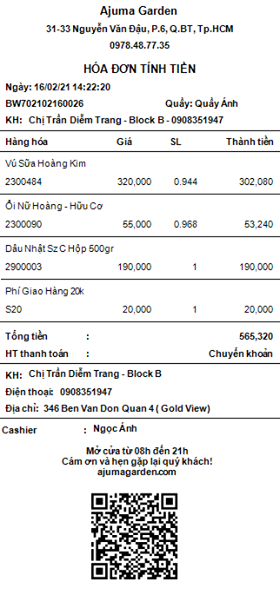 Ajuma Garden
31-33 Nguyễn Văn Đậu, P.6, Q.BT, Tp.HCM
0978.48.77.35
HÓA ĐƠN TÍNH TIỀN
Ngày: 16/02/21 14:22:20
BW702102160026 Quầy: Quầy Ánh
KH: Chị Trần Diễm Trang - Block B - 0908351947
Hàng hóa Giá SL Thành tiền
Vú Sữa Hoàng Kim
2300484 320,000 0.944 302,080
Ổi Nữ Hoàng - Hữu Cơ
2300090 55,000 0.968 53,240
Dâu Nhật Sz C Hộp 500gr
2900003 190,000 1 190,000
Phí Giao Hàng 20k
S20 20,000 1 20,000
Tổng tiền : 565,320
HT thanh toán : Chuyển khoản
KH: Chị Trần Diễm Trang - Block B
Điện thoại: 0908351947
Địa chỉ: 346 Ben Van Don Quan 4 ( Gold View)
Cashier : Ngọc Ánh
Mở cửa từ 08h đến 21h
Cám ơn và hẹn gặp lại quý khách!
ajumagarden.com